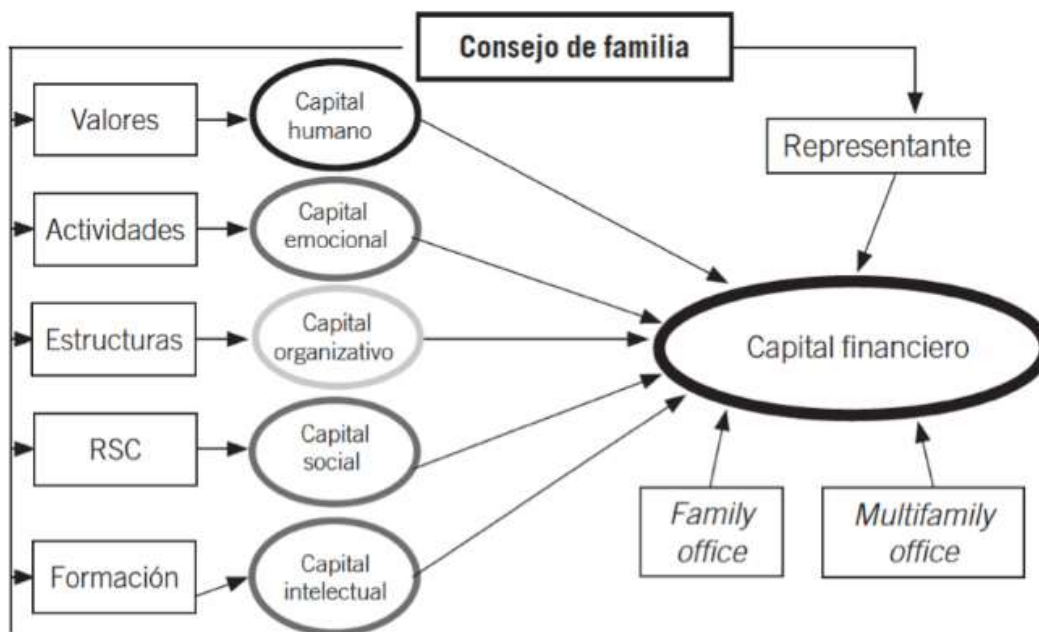 Consejo de familia
Valores
Capital
humano
Representante
Actividades
Capital
emocional
Estructuras
Capital
organizativo
Capital financiero
RSC
Capital
social
Family
office
Multifamily
office
Formación
Capital
intelectual